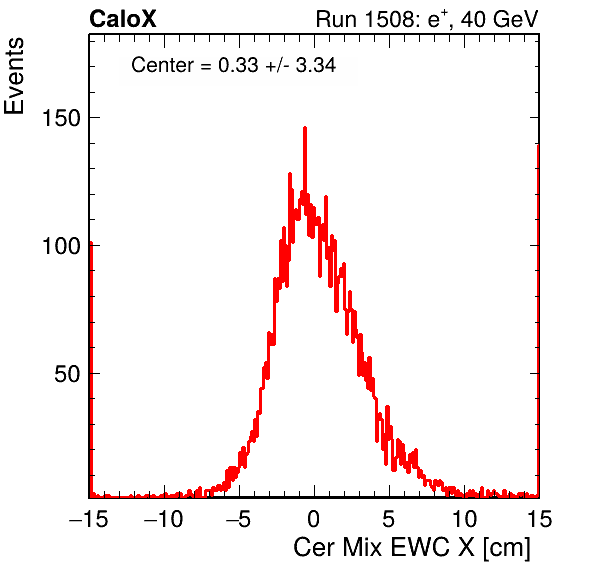 CaloX Run 1508: e⁺, 40 GeV
Center = 0.33 +/- 3.34
Events
150
100
50
−15 −10 −5 0 5 10 15
Cer Mix EWC X [cm]